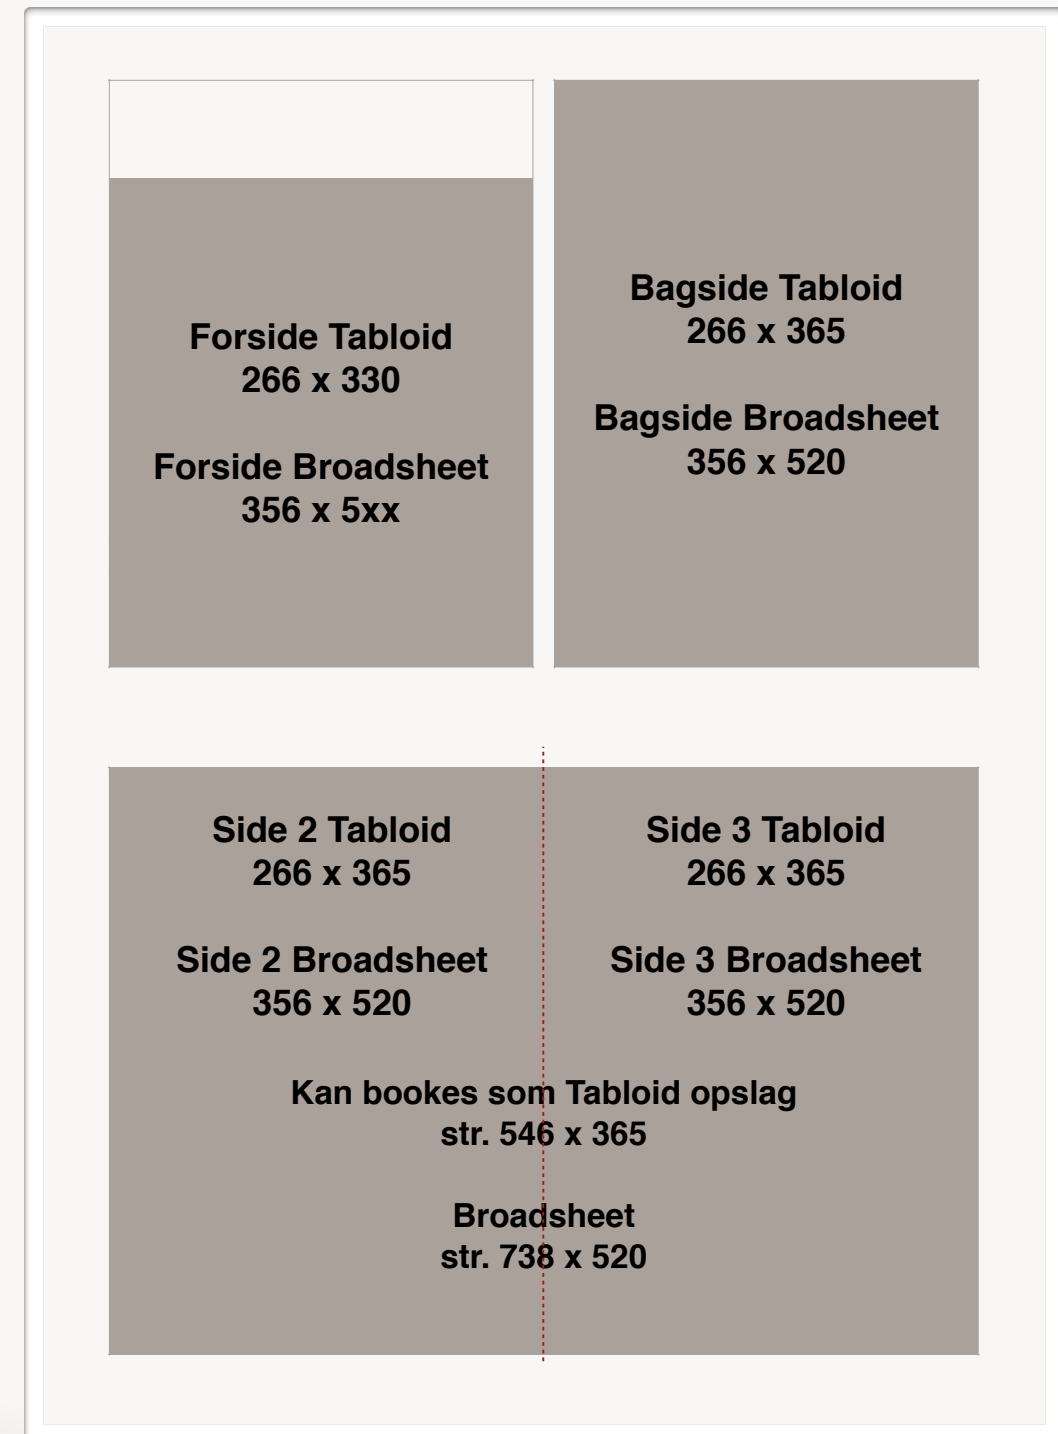 Forside Tabloid
266 x 330
Forside Broadsheet
356 x 5xx
Bagside Tabloid
266 x 365
Bagside Broadsheet
356 x 520
Side 2 Tabloid
266 x 365
Side 2 Broadsheet
356 x 520
Side 3 Tabloid
266 x 365
Side 3 Broadsheet
356 x 520
Kan bookes som Tabloid opslag
str. 546 x 365
Broadsheet
str. 738 x 520